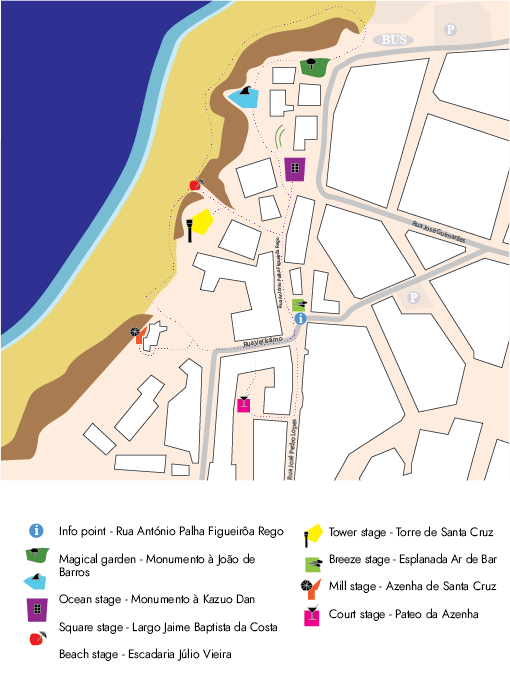 P
BUS
Rua José Guimarães
Rua António Palha Figueirôa Rego
P
i
Rua Veríssimo
Rua José Pedro Lopes
i
Info point - Rua António Palha Figueirôa Rego
Magical garden - Monumento à João de
Barros
Ocean stage - Monumento à Kazuo Dan
Square stage - Largo Jaime Baptista da Costa
Beach stage - Escadaria Júlio Vieira
Tower stage - Torre de Santa Cruz
Breeze stage - Esplanada Ar de Bar
Mill stage - Azenha de Santa Cruz
Court stage - Pateo da Azenha